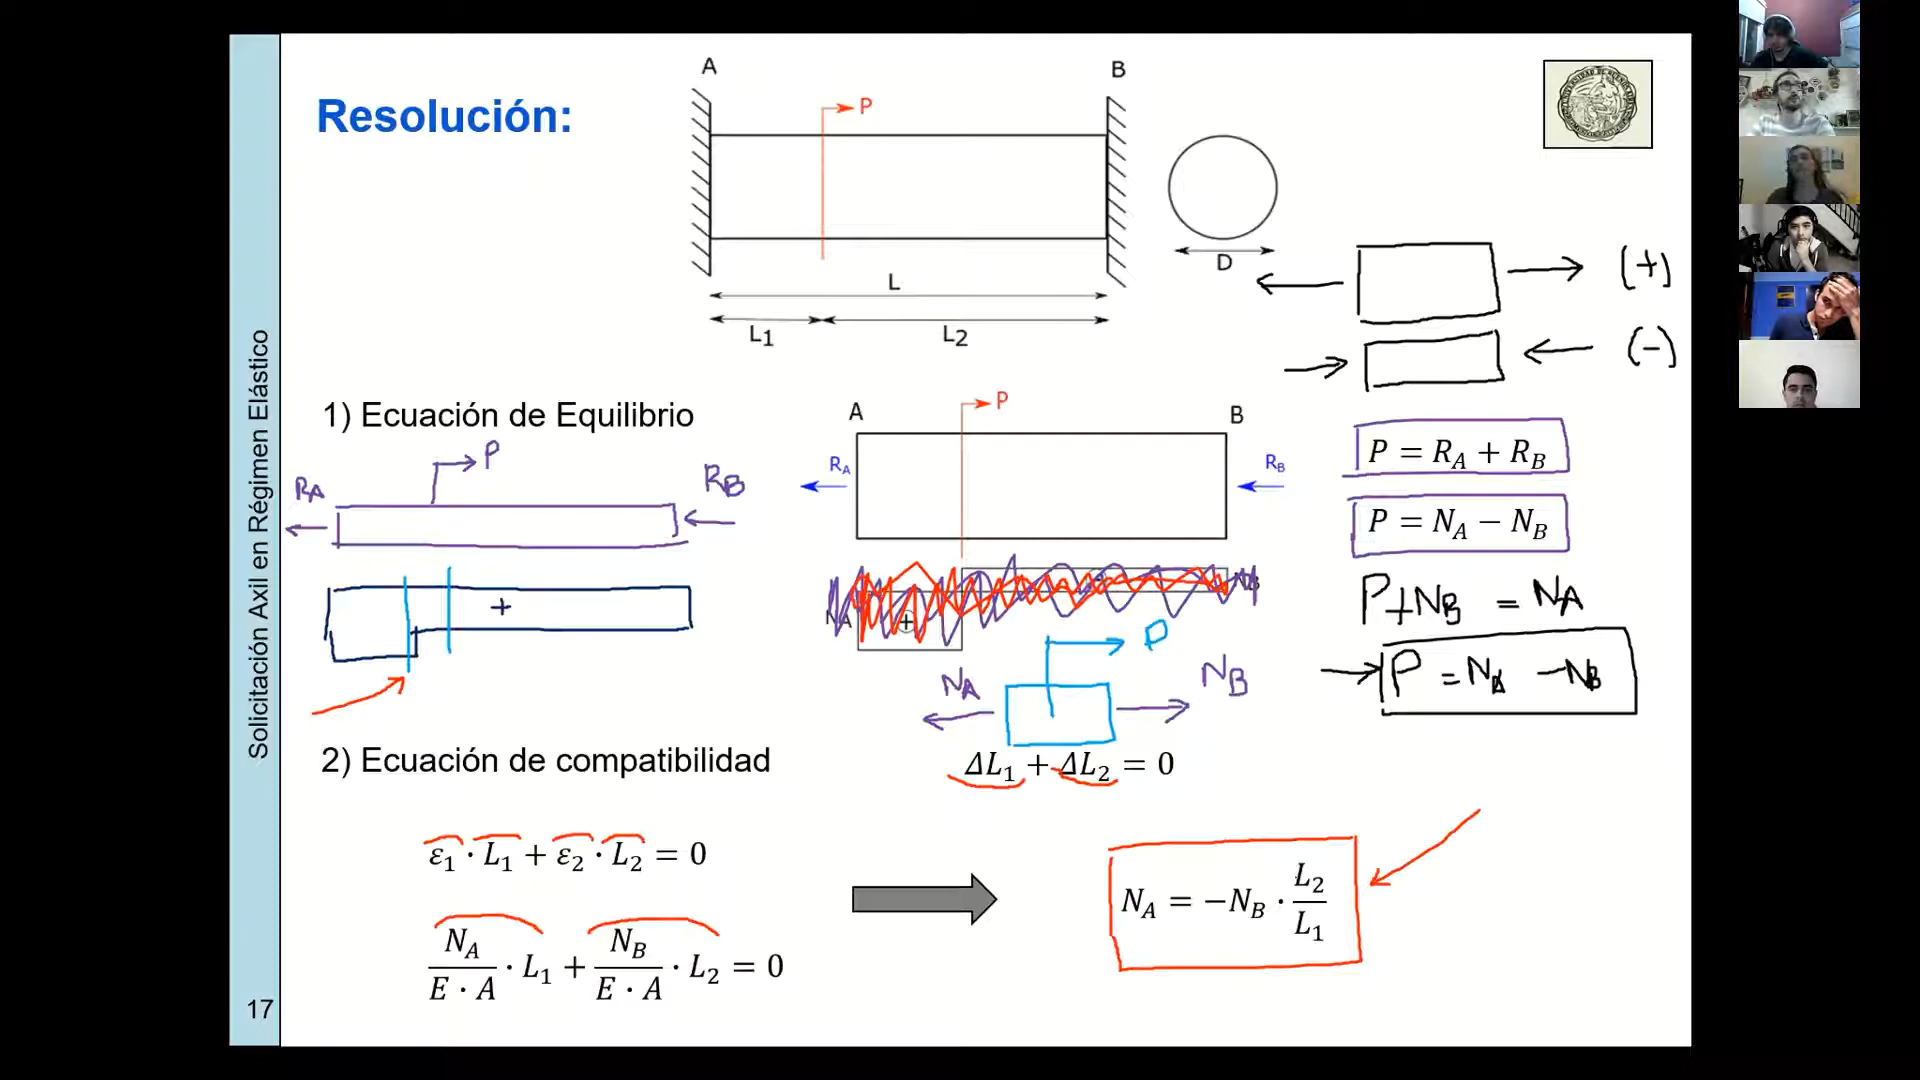 Resolución:
A
B
P
D
L
L1
L2
(+)
(-)
1) Ecuación de Equilibrio
P
RA
RB
+
A
B
P
RA
RB
NA
+
P = RA + RB
P = NA − NB
P+NB = NA
P = NA − NB
P
NA
NB
2) Ecuación de compatibilidad
ΔL1 + ΔL2 = 0
ε1 · L1 + ε2 · L2 = 0
NA/E · A · L1 + NB/E · A · L2 = 0
NA = −NB · L2/L1
Solicitación Axil en Régimen Elástico
17